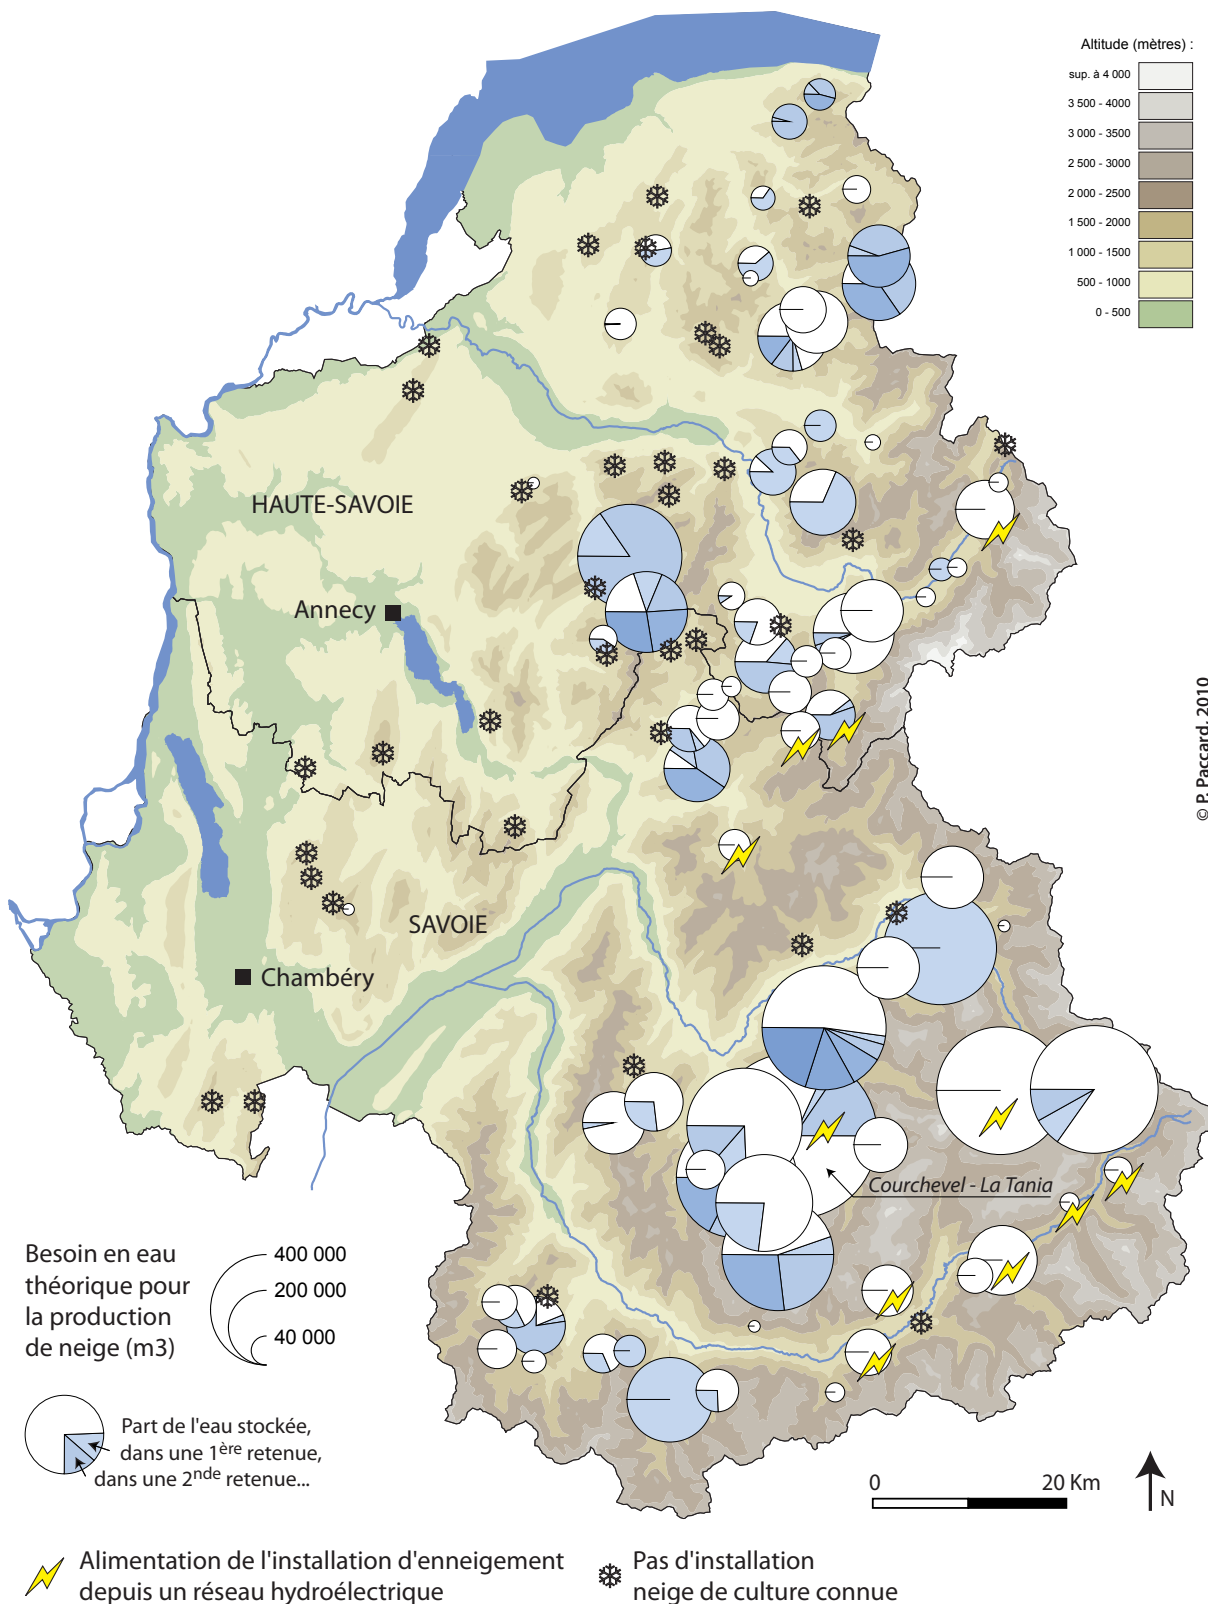 Altitude (mètres) :
sup. à 4 000
3 500 - 4000
3 000 - 3500
2 500 - 3000
2 000 - 2500
1 500 - 2000
1 000 - 1500
500 - 1000
0 - 500
HAUTE-SAVOIE
Annecy
© P. Paccard, 2010
SAVOIE
Chambéry
Courchevel - La Tania
Besoin en eau
théorique pour
la production
de neige (m3)
400 000
200 000
40 000
Part de l'eau stockée,
dans une 1ère retenue,
dans une 2nde retenue...
0 20 Km
N
Alimentation de l'installation d'enneigement
depuis un réseau hydroélectrique
Pas d'installation
neige de culture connue